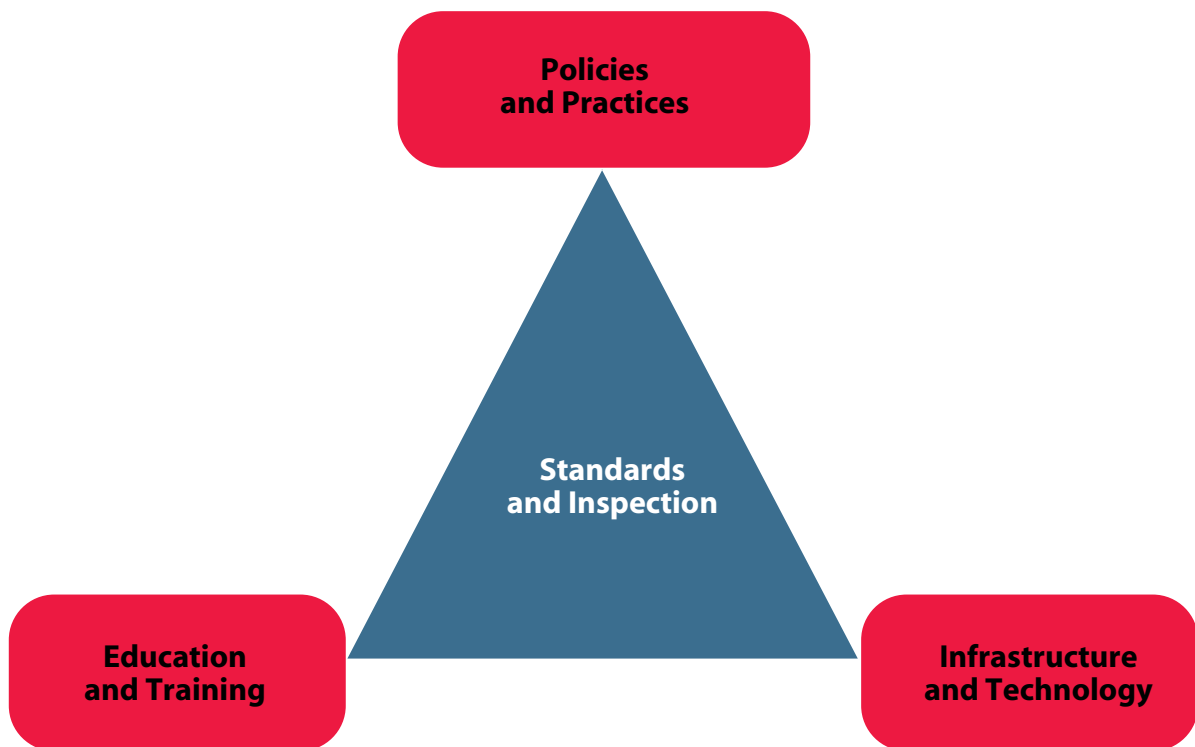 Policies
and Practices
Standards
and Inspection
Education
and Training
Infrastructure
and Technology